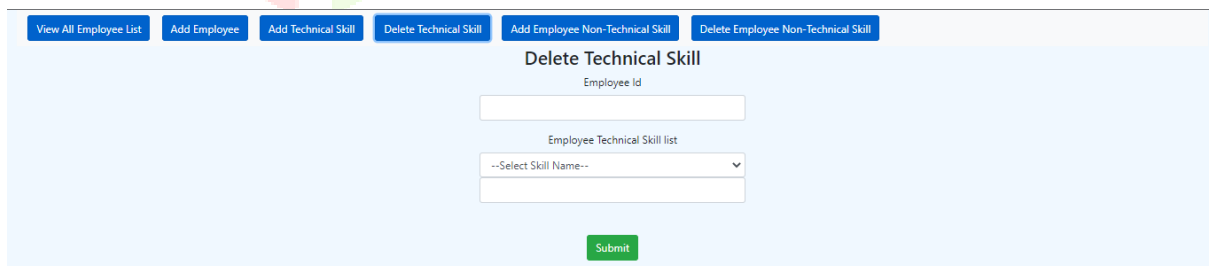 View All Employee List Add Employee Add Technical Skill Delete Technical Skill Add Employee Non-Technical Skill Delete Employee Non-Technical Skill
Delete Technical Skill
Employee Id
Employee Technical Skill list
--Select Skill Name--
Submit